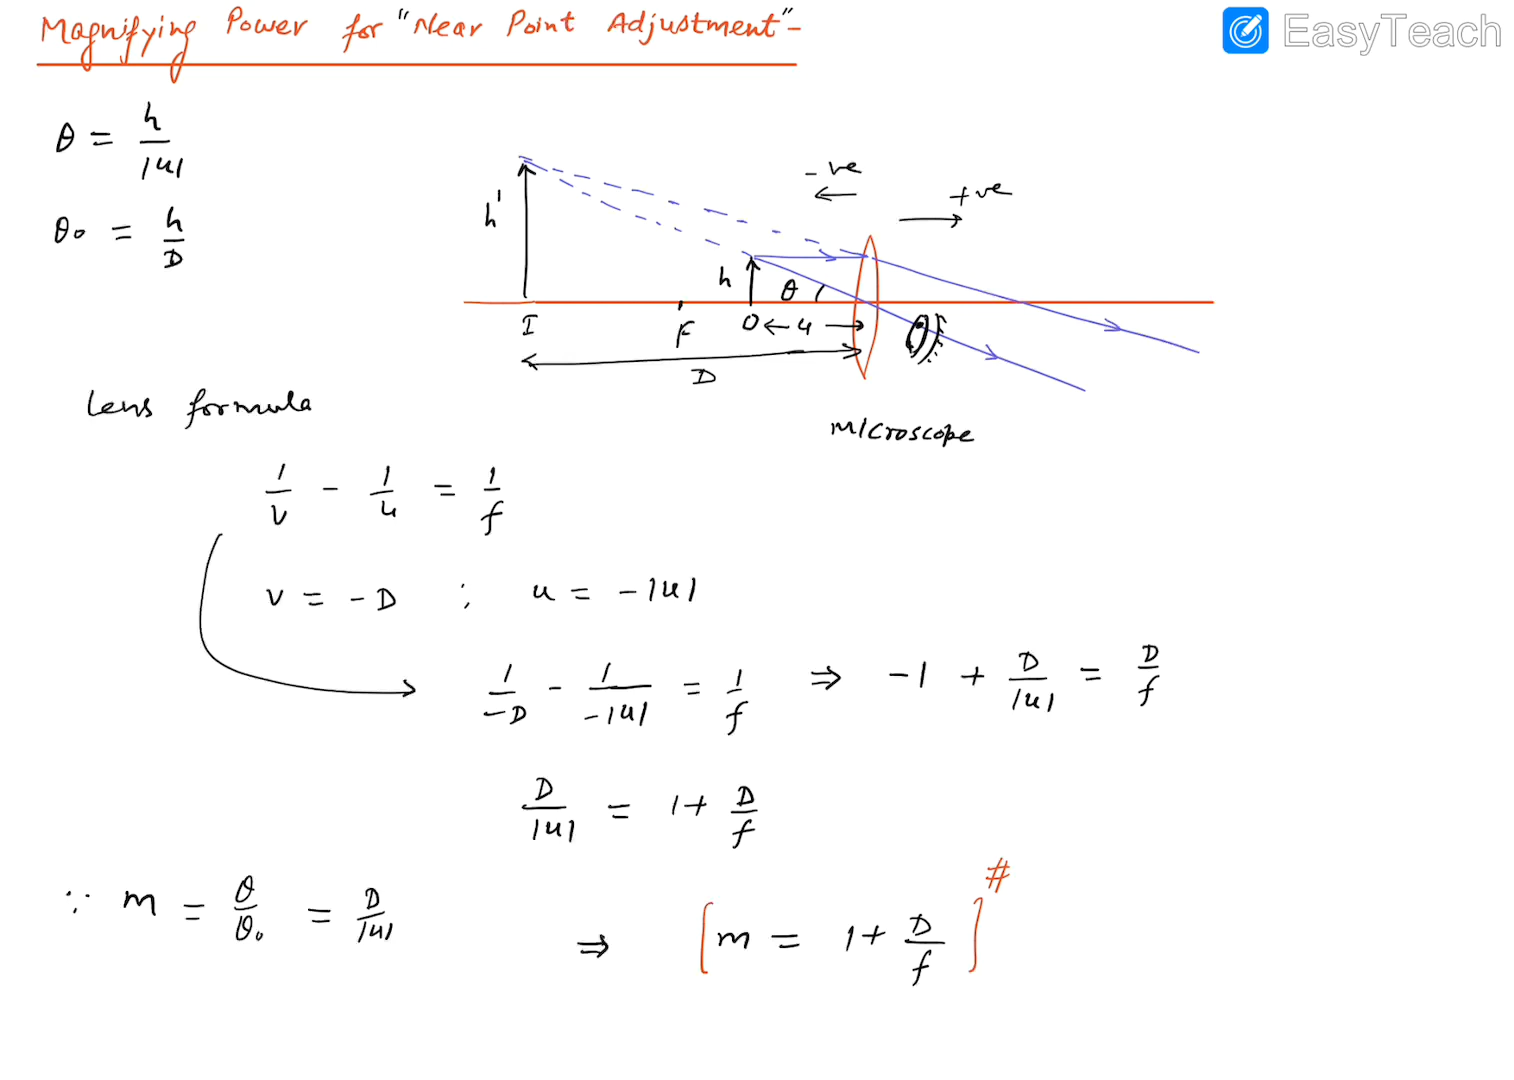 Magnifying Power for "Near Point Adjustment"-
EasyTeach
θ = h/|u|
θ₀ = h/D
-ve
←
+ve
→
h'
h
θ
I
F
O
← u →
D
microscope
Lens formula
1/v - 1/u = 1/f
v = -D ; u = -|u|
1/-D - 1/-|u| = 1/f ⇒ -1 + D/|u| = D/f
D/|u| = 1+ D/f
∵ m = θ/θ₀ = D/|u| ⇒ [m = 1+ D/f]#